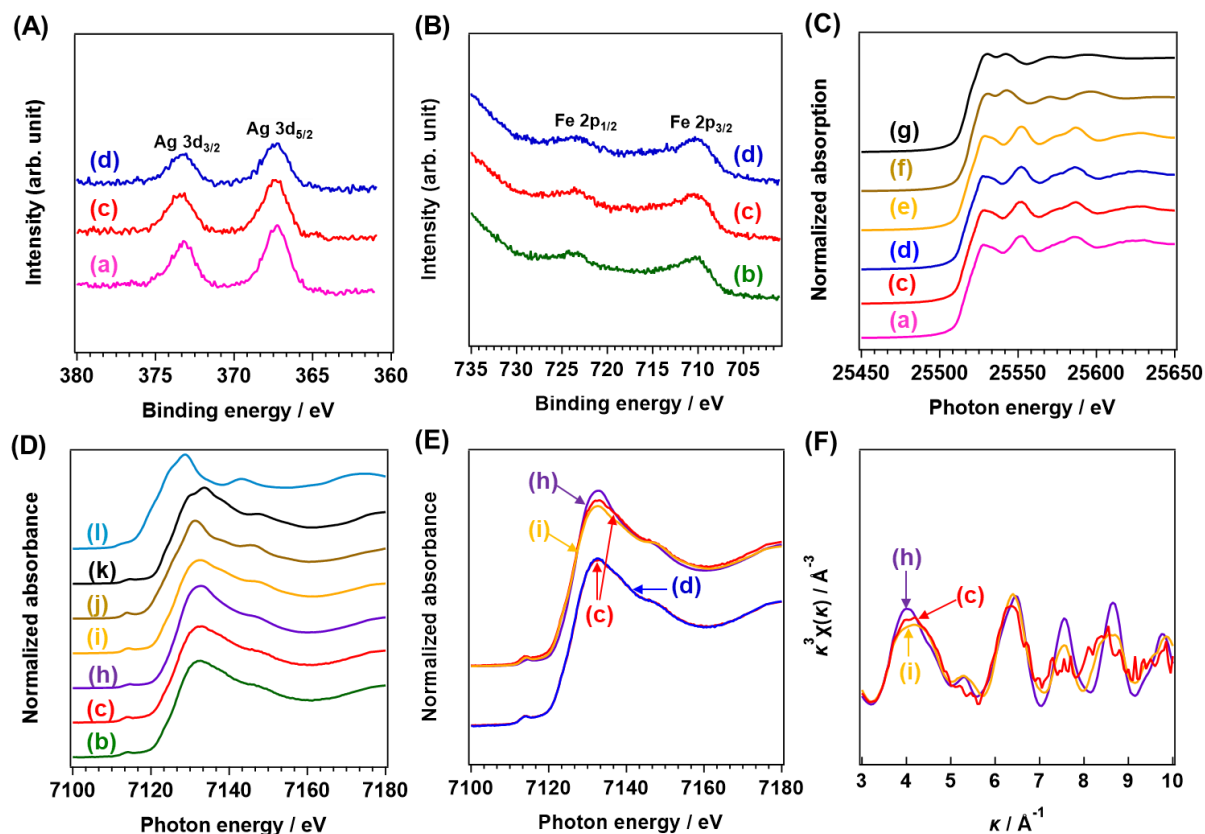 (A)
Intensity (arb. unit)
Ag 3d3/2
Ag 3d5/2
(d)
(c)
(a)
380 375 370 365 360
Binding energy / eV
(B)
Intensity (arb. unit)
Fe 2p1/2
Fe 2p3/2
(d)
(c)
(b)
735 730 725 720 715 710 705
Binding energy / eV
(C)
Normalized absorption
(g)
(f)
(e)
(d)
(c)
(a)
25450 25500 25550 25600 25650
Photon energy / eV
(D)
Normalized absorbance
(l)
(k)
(j)
(i)
(h)
(c)
(b)
7100 7120 7140 7160 7180
Photon energy / eV
(E)
Normalized absorbance
(h)
(i)
(d)
(c)
7100 7120 7140 7160 7180
Photon energy / eV
(F)
κ³ χ(κ) / Å⁻³
(h)
(c)
(i)
3 4 5 6 7 8 9 10
κ / Å⁻¹